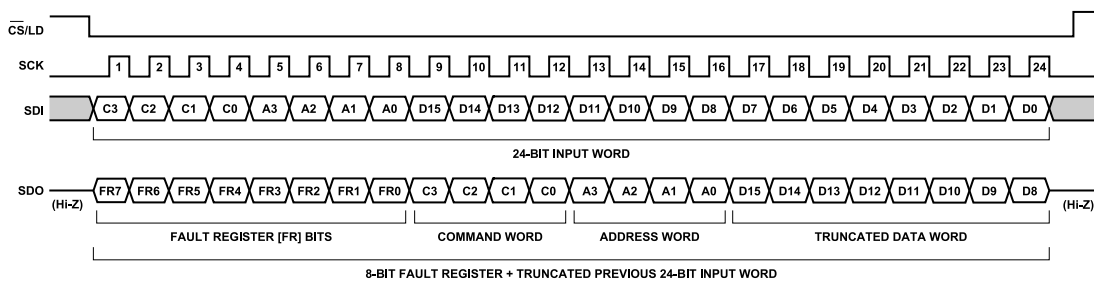 CS/LD
SCK 1 2 3 4 5 6 7 8 9 10 11 12 13 14 15 16 17 18 19 20 21 22 23 24
SDI C3 C2 C1 C0 A3 A2 A1 A0 D15 D14 D13 D12 D11 D10 D9 D8 D7 D6 D5 D4 D3 D2 D1 D0
24-BIT INPUT WORD
SDO FR7 FR6 FR5 FR4 FR3 FR2 FR1 FR0 C3 C2 C1 C0 A3 A2 A1 A0 D15 D14 D13 D12 D11 D10 D9 D8
(Hi-Z) (Hi-Z)
FAULT REGISTER [FR] BITS COMMAND WORD ADDRESS WORD TRUNCATED DATA WORD
8-BIT FAULT REGISTER + TRUNCATED PREVIOUS 24-BIT INPUT WORD